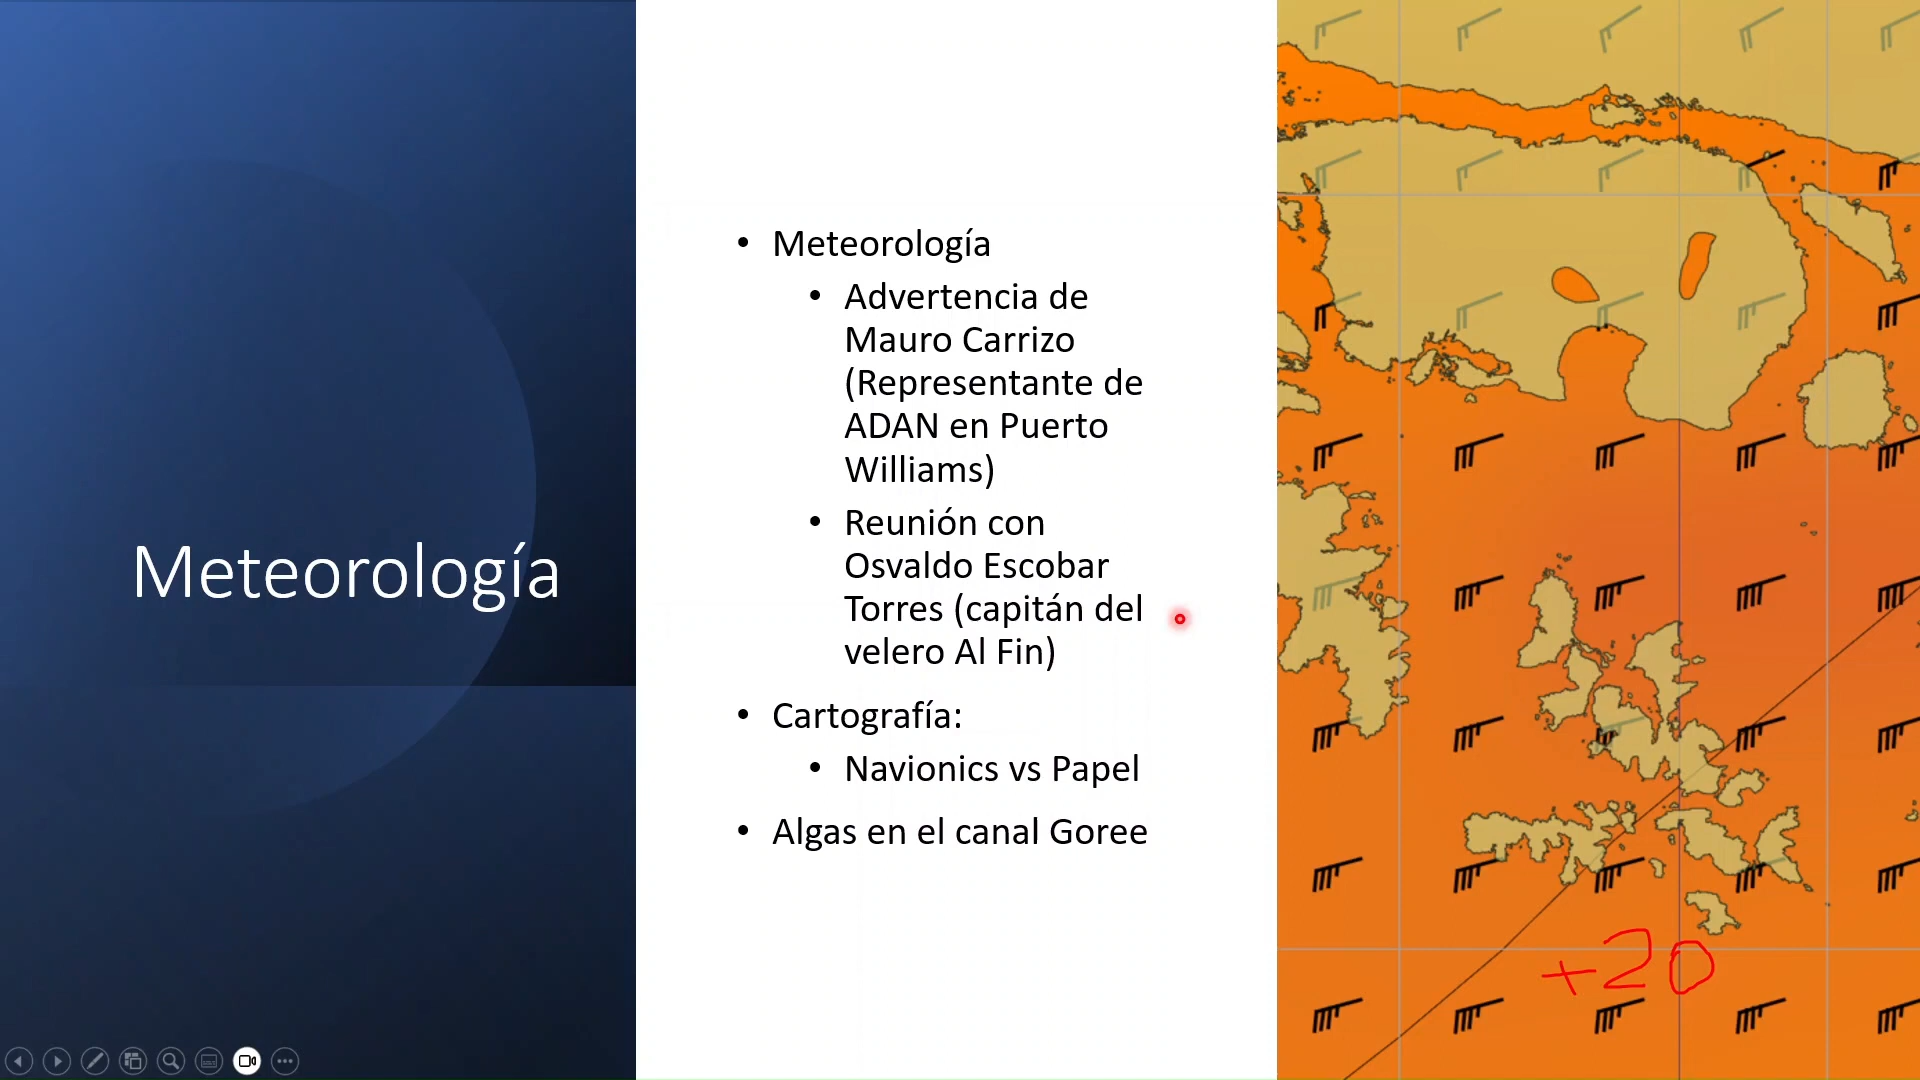 Meteorología
• Meteorología
• Advertencia de
Mauro Carrizo
(Representante de
ADAN en Puerto
Williams)
• Reunión con
Osvaldo Escobar
Torres (capitán del
velero Al Fin)
• Cartografía:
• Navionics vs Papel
• Algas en el canal Goree
+20